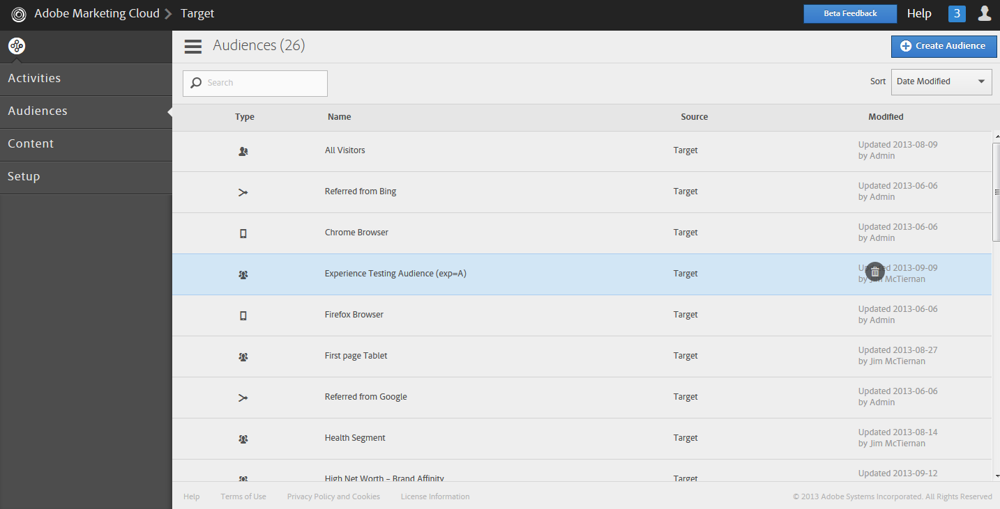 Adobe Marketing Cloud Target Beta Feedback Help 3
Audiences (26) Create Audience
Activities
Audiences
Content
Setup
Search Sort Date Modified
Type Name Source Modified
All Visitors Target Updated 2013-08-09
by Admin
Referred from Bing Target Updated 2013-06-06
by Admin
Chrome Browser Target Updated 2013-06-06
by Admin
Experience Testing Audience (exp=A) Target 2013-09-09
by McTiernan
Firefox Browser Target Updated 2013-06-06
by Admin
First page Tablet Target Updated 2013-08-27
by Jim McTiernan
Referred from Google Target Updated 2013-06-06
by Admin
Health Segment Target Updated 2013-08-14
by Jim McTiernan
High Net Worth – Brand Affinity Target Updated 2013-09-12
Help Terms of Use Privacy Policy and Cookies License Information © 2013 Adobe Systems Incorporated. All Rights Reserved